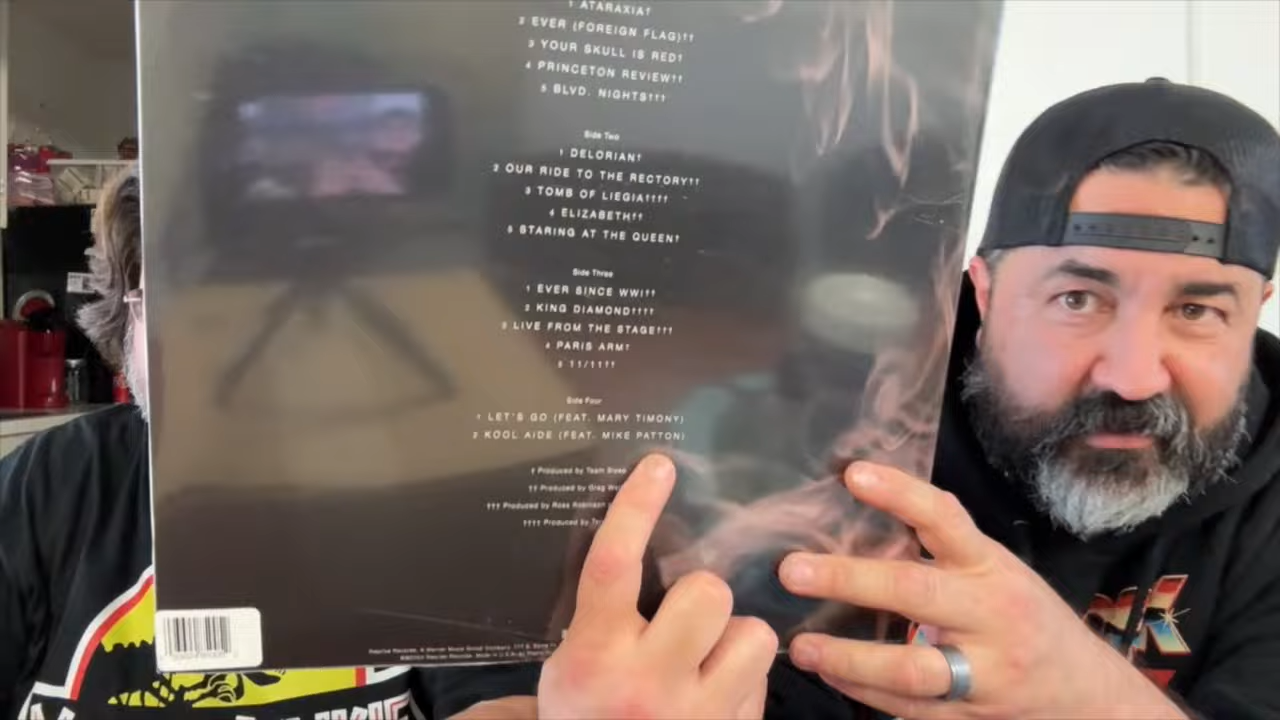 1 ATARAXIA†
2 EVER (FOREIGN FLAG)††
3 YOUR SKULL IS RED†
4 PRINCETON REVIEW††
5 BLVD. NIGHTS†††
Side Two
1 DELORIAN†
2 OUR RIDE TO THE RECTORY††
3 TOMB OF LIEGIA††††
4 ELIZABETH††
5 STARING AT THE QUEEN†
Side Three
1 EVER SINCE WWI††
2 KING DIAMOND††††
3 LIVE FROM THE STAGE†††
4 PARIS ARM†
5 11/11††
Side Four
1 LET'S GO (FEAT. MARY TIMONY)
2 KOOL AIDE (FEAT. MIKE PATTON)
† Produced by Team
†† Produced by Greg
††† Produced by Ross Robinson
†††† Produced by